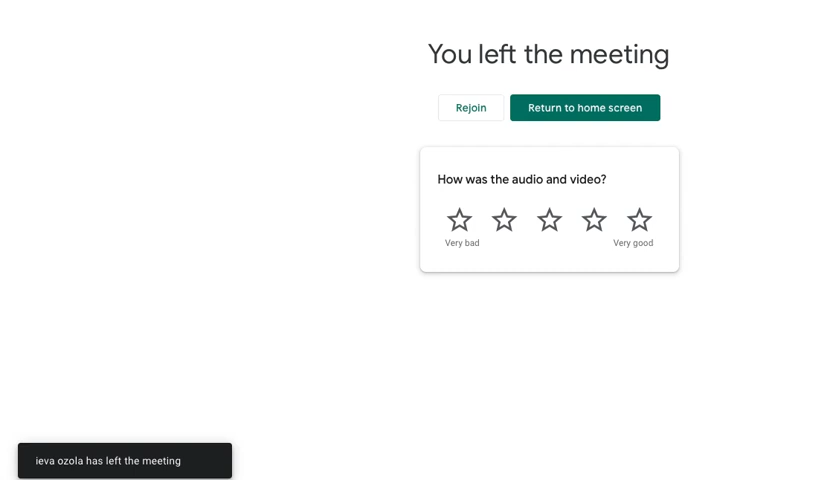 You left the meeting
Rejoin
Return to home screen
How was the audio and video?
Very bad
Very good
ieva ozola has left the meeting